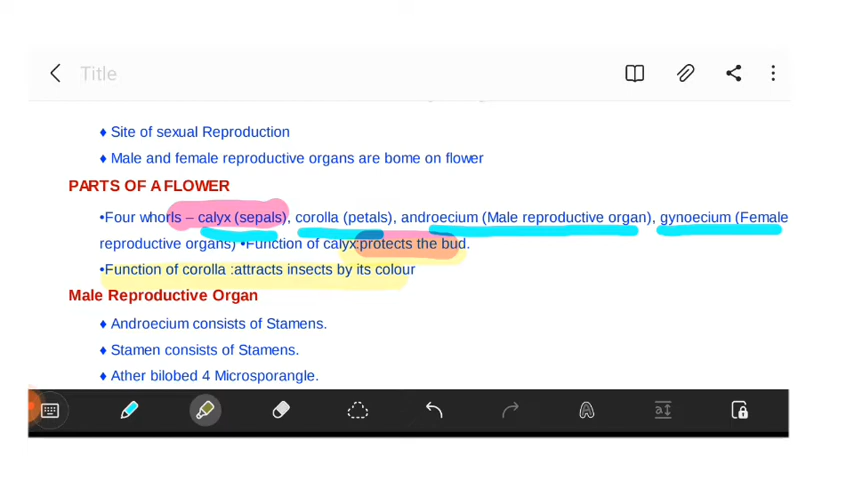 Title
♦ Site of sexual Reproduction
♦ Male and female reproductive organs are bome on flower
PARTS OF A FLOWER
•Four whorls – calyx (sepals), corolla (petals), androecium (Male reproductive organ), gynoecium (Female
reproductive organs) •Function of calyx:protects the bud.
•Function of corolla :attracts insects by its colour
Male Reproductive Organ
♦ Androecium consists of Stamens.
♦ Stamen consists of Stamens.
♦ Ather bilobed 4 Microsporangle.